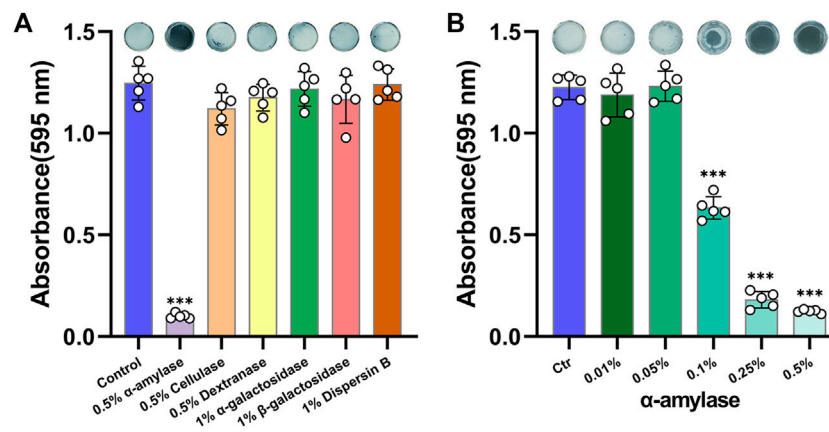 A
Absorbance(595 nm)
1.5
1.0
0.5
0.0
***
Control
0.5% α-amylase
0.5% Cellulase
0.5% Dextranase
1% α-galactosidase
1% β-galactosidase
1% Dispersin B
B
Absorbance(595 nm)
1.5
1.0
0.5
0.0
***
***
***
Ctr
0.01%
0.05%
0.1%
0.25%
0.5%
α-amylase